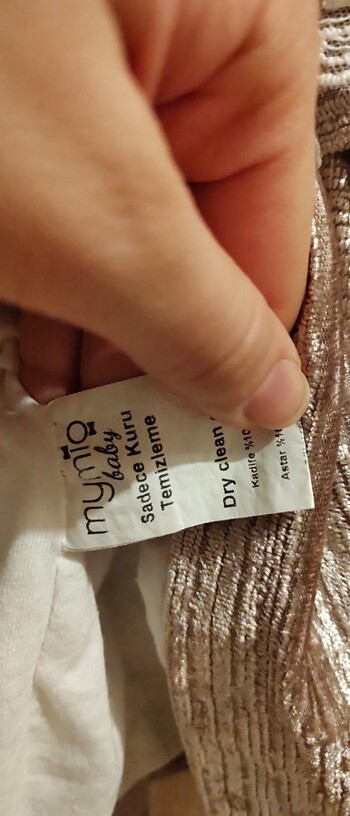 mymio
baby
Sadece Kuru
Temizleme
Dry clean
Kadife
Astar